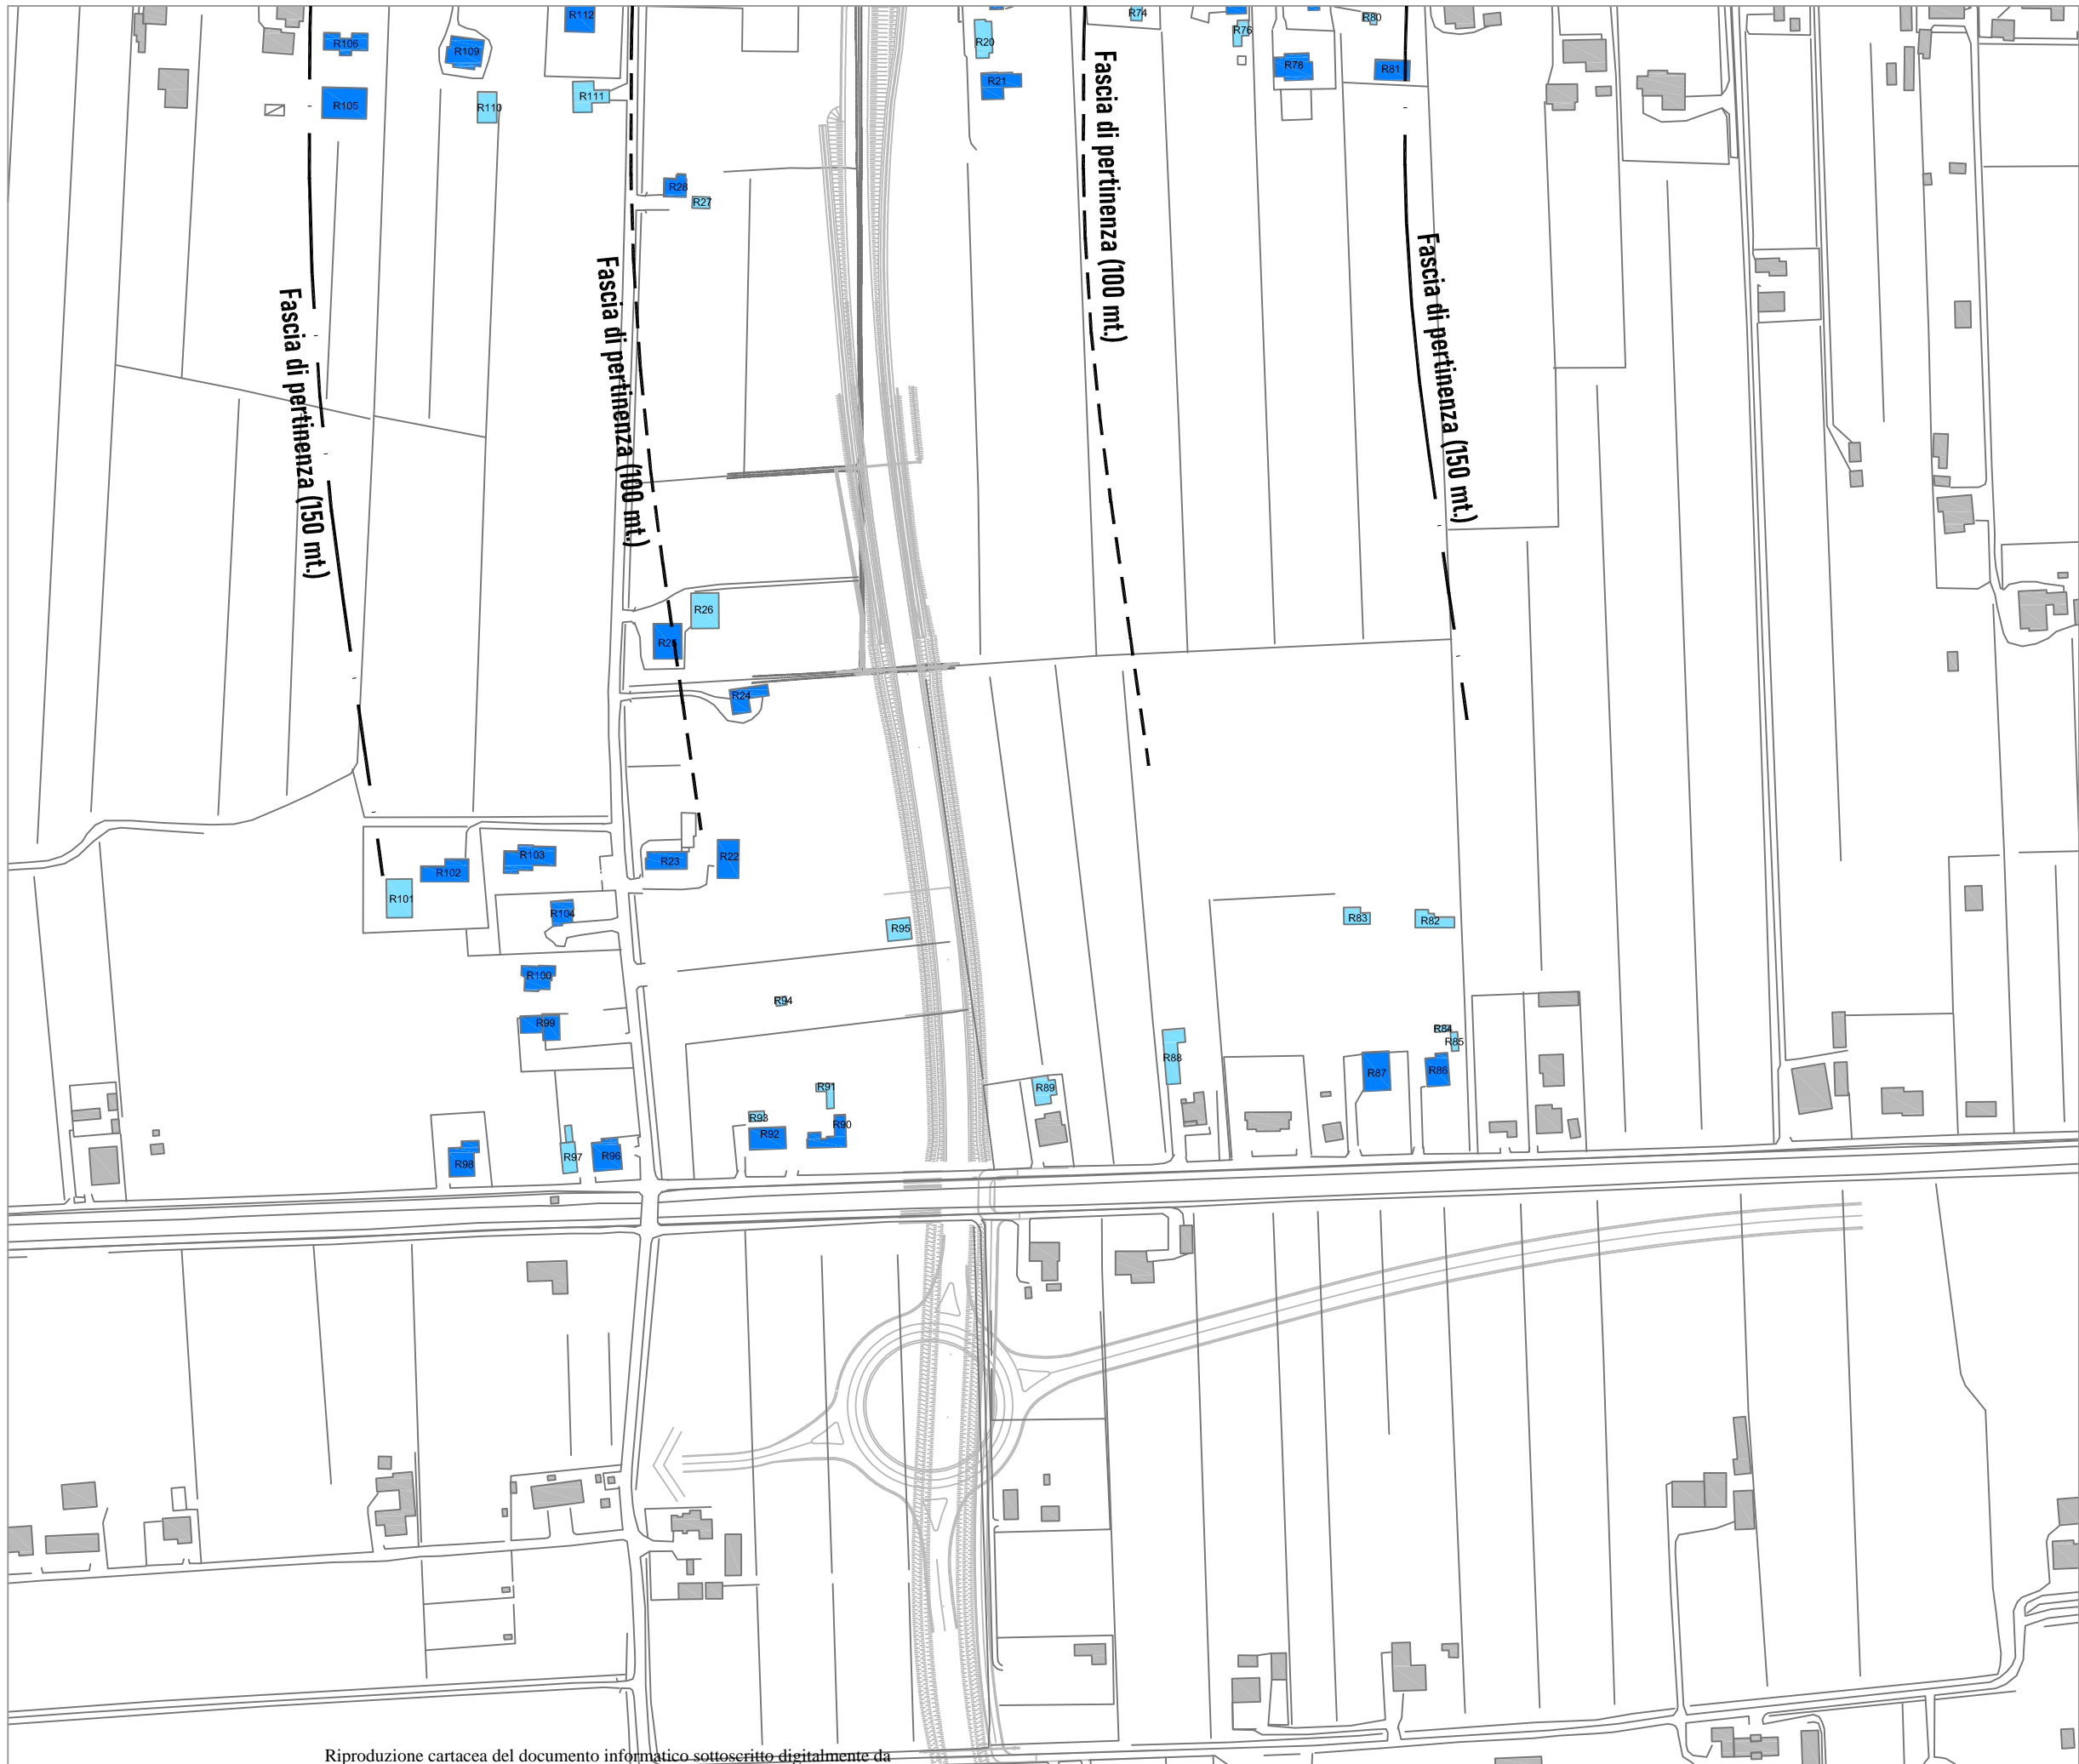 R112
R74
R80
R106
R109
R20
R76
R78
R81
R21
R105
R110
R111
R28
R27
Fascia di pertinenza (150 mt.)
Fascia di pertinenza (100 mt.)
Fascia di pertinenza (100 mt.)
Fascia di pertinenza (150 mt.)
R26
R24
R103
R102
R23
R22
R101
R104
R95
R83
R82
R100
R94
R99
R84
R85
R88
R86
R87
R91
R89
R93
R90
R92
R98
R97
R96
Riproduzione cartacea del documento informatico sottoscritto digitalmente da